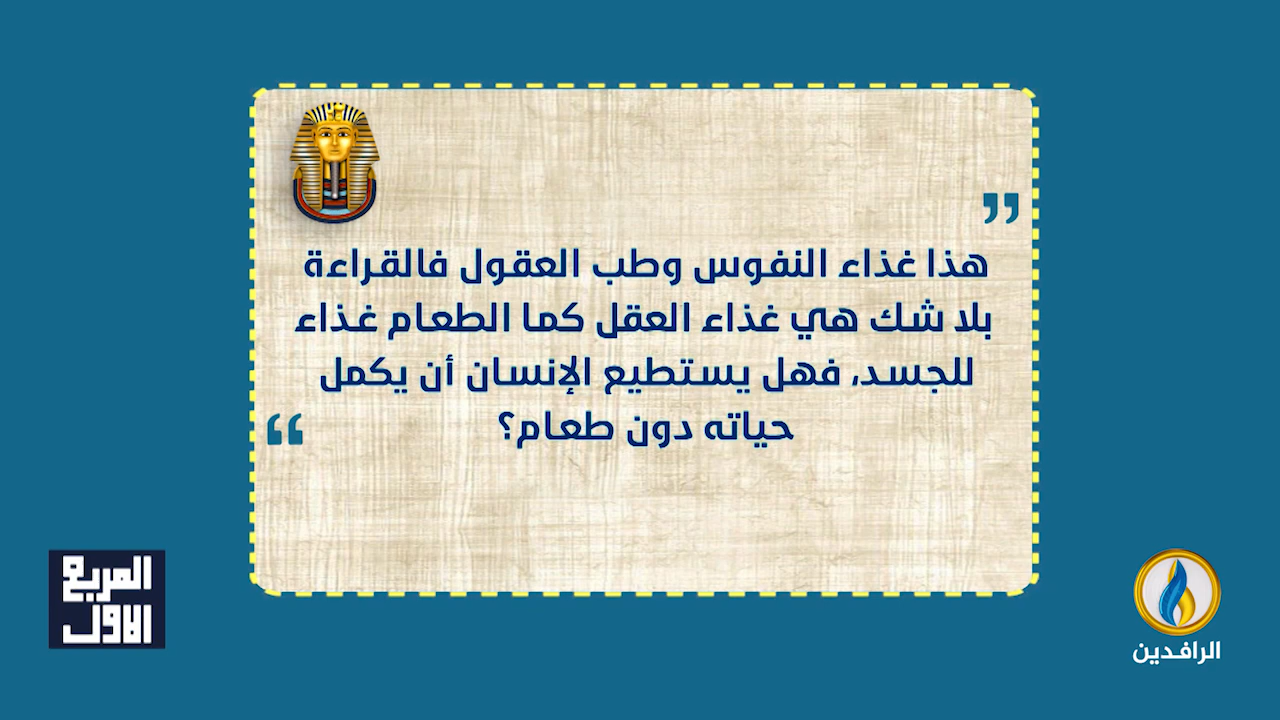 هذا غذاء النفوس وطب العقول فالقراءة
بلا شك هي غذاء العقل كما الطعام غذاء
للجسد، فهل يستطيع الإنسان أن يكمل
حياته دون طعام؟
المربع
الاول
الرافدين